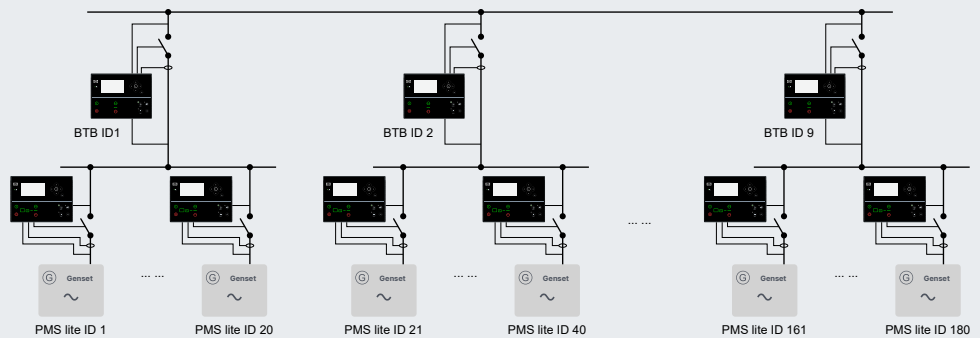 BTB ID1
BTB ID 2
BTB ID 9
... ...
G Genset
... ...
G Genset
G Genset
... ...
G Genset
G Genset
... ...
G Genset
PMS lite ID 1
PMS lite ID 20
PMS lite ID 21
PMS lite ID 40
PMS lite ID 161
PMS lite ID 180